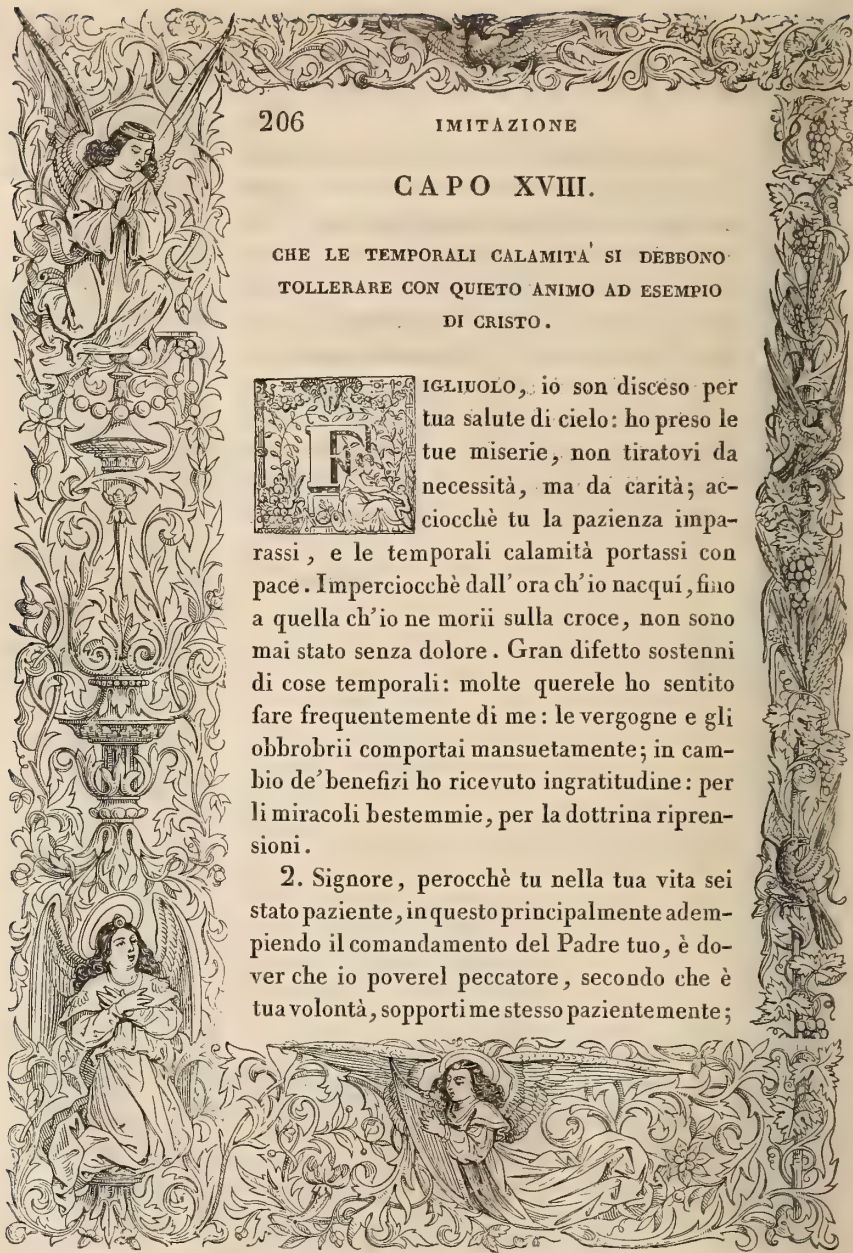 206 IMITAZIONE
CAPO XVIII.
CHE LE TEMPORALI CALAMITA' SI DEBBONO
TOLLERARE CON QUIETO ANIMO AD ESEMPIO
DI CRISTO.
FIGLIUOLO, io son disceso per
tua salute di cielo: ho preso le
tue miserie, non tiratovi da
necessità, ma da carità; ac-
ciocchè tu la pazienza impa-
rassi, e le temporali calamità portassi con
pace. Imperciocchè dall' ora ch'io nacquí, fino
a quella ch'io ne morii sulla croce, non sono
mai stato senza dolore. Gran difetto sostenni
di cose temporali: molte querele ho sentito
fare frequentemente di me: le vergogne e gli
obbrobrii comportai mansuetamente; in cam-
bio de' benefizi ho ricevuto ingratitudine: per
li miracoli bestemmie, per la dottrina ripren-
sioni.
2. Signore, perocchè tu nella tua vita sei
stato paziente, in questo principalmente adem-
piendo il comandamento del Padre tuo, è do-
ver che io poverel peccatore, secondo che è
tua volontà, sopporti me stesso pazientemente;